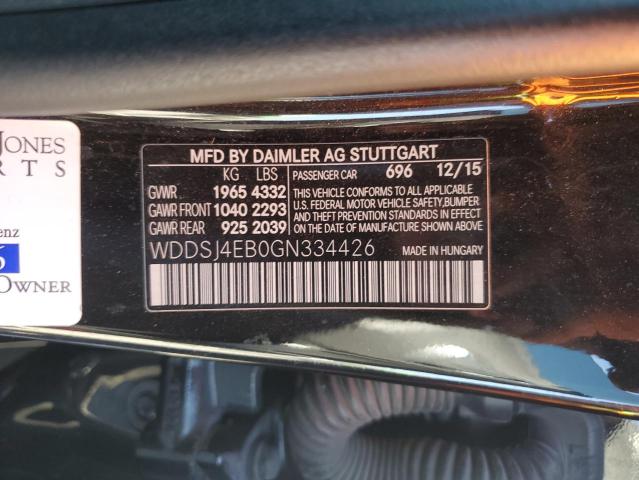 JONES
R T S
enz
OWNER
MFD BY DAIMLER AG STUTTGART
KG LBS PASSENGER CAR 696 12/15
GVWR 1965 4332 THIS VEHICLE CONFORMS TO ALL APPLICABLE
GAWR FRONT 1040 2293 U.S. FEDERAL MOTOR VEHICLE SAFETY,BUMPER
GAWR REAR 925 2039 AND THEFT PREVENTION STANDARDS IN EFFECT
ON THE DATE OF MANUFACTURE SHOWN ABOVE.
WDDSJ4EB0GN334426 MADE IN HUNGARY